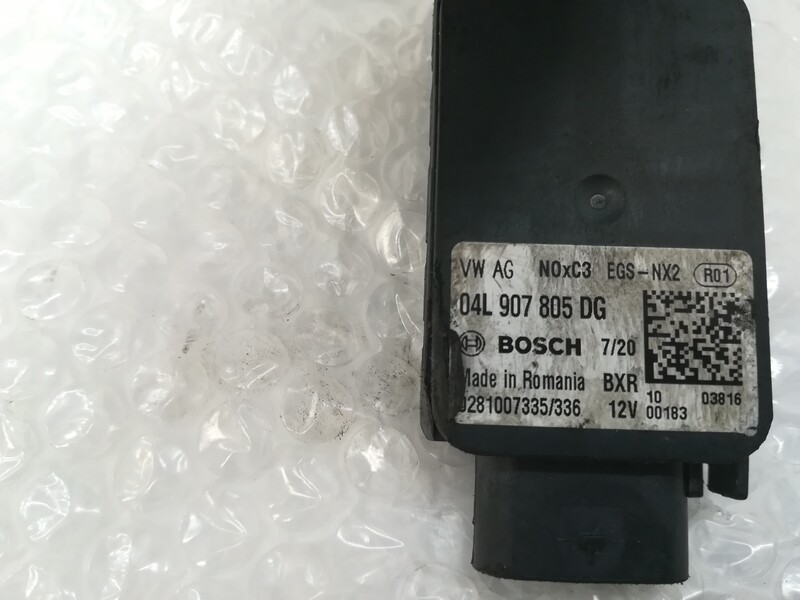 VW AG NOxC3 EGS-NX2 R01
04L 907 805 DG
BOSCH 7/20
Made in Romania BXR
0281007335/336 12V
10 03816
00183